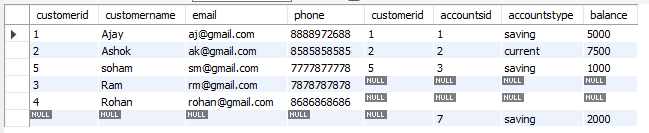 customerid customername email phone customerid accountsid accountstype balance
1 Ajay aj@gmail.com 8888972688 1 1 saving 5000
2 Ashok ak@gmail.com 8585858585 2 2 current 7500
5 soham sm@gmail.com 7777877778 5 3 saving 1000
3 Ram rm@gmail.com 7878787878 NULL NULL NULL NULL
4 Rohan rohan@gmail.com 8686868686 NULL NULL NULL NULL
NULL NULL NULL NULL NULL 7 saving 2000